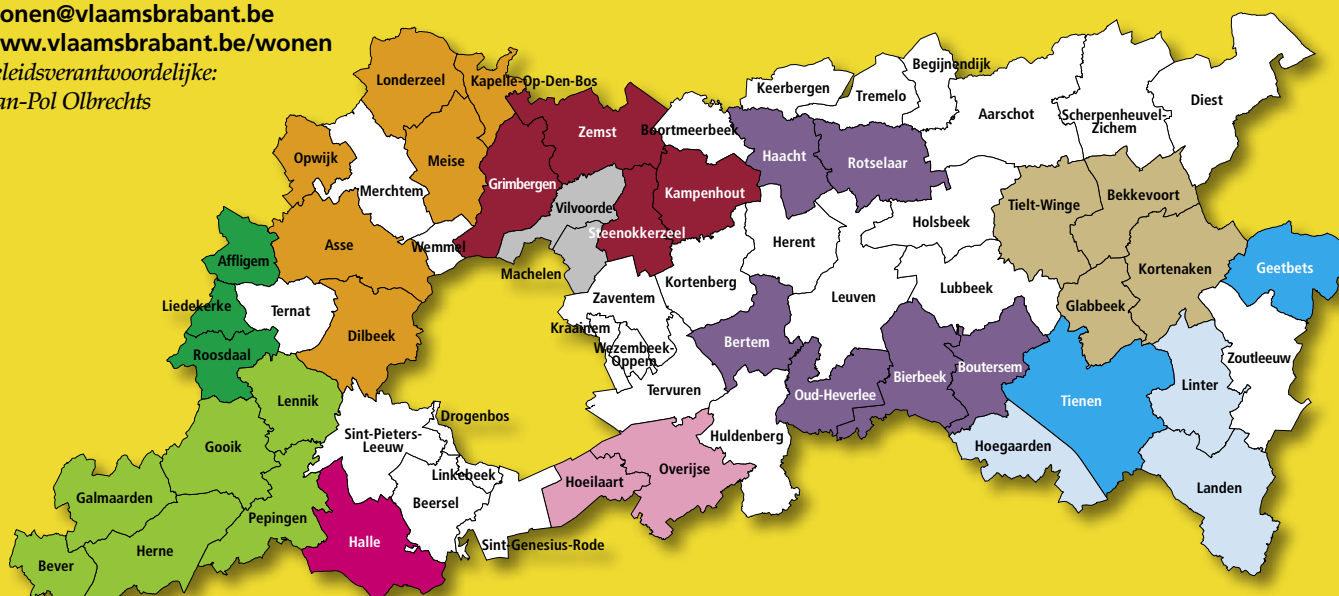 onen@vlaamsbrabant.be
ww.vlaamsbrabant.be/wonen
eleidsverantwoordelijke:
an-Pol Olbrechts
Londerzeel
Kapelle-Op-Den-Bos
Opwijk
Meise
Merchtem
Zemst
Grimbergen
Boortmeerbeek
Keerbergen
Tremelo
Begijnendijk
Aarschot
Scherpenheuvel-
Zichem
Diest
Haacht
Rotselaar
Kampenhout
Vilvoorde
Steenokkerzeel
Machelen
Wemmel
Asse
Affligem
Liedekerke
Ternat
Roosdaal
Dilbeek
Herent
Holsbeek
Tielt-Winge
Bekkevoort
Kortenaken
Geetbets
Glabbeek
Lubbeek
Leuven
Kortenberg
Zaventem
Kraainem
Wezembeek-
Oppem
Tervuren
Bertem
Oud-Heverlee
Bierbeek
Boutersem
Tienen
Linter
Zoutleeuw
Hoegaarden
Landen
Huldenberg
Overijse
Hoeilaart
Sint-Genesius-Rode
Lennik
Gooik
Drogenbos
Sint-Pieters-
Leeuw
Linkebeek
Beersel
Galmaarden
Pepingen
Halle
Herne
Bever